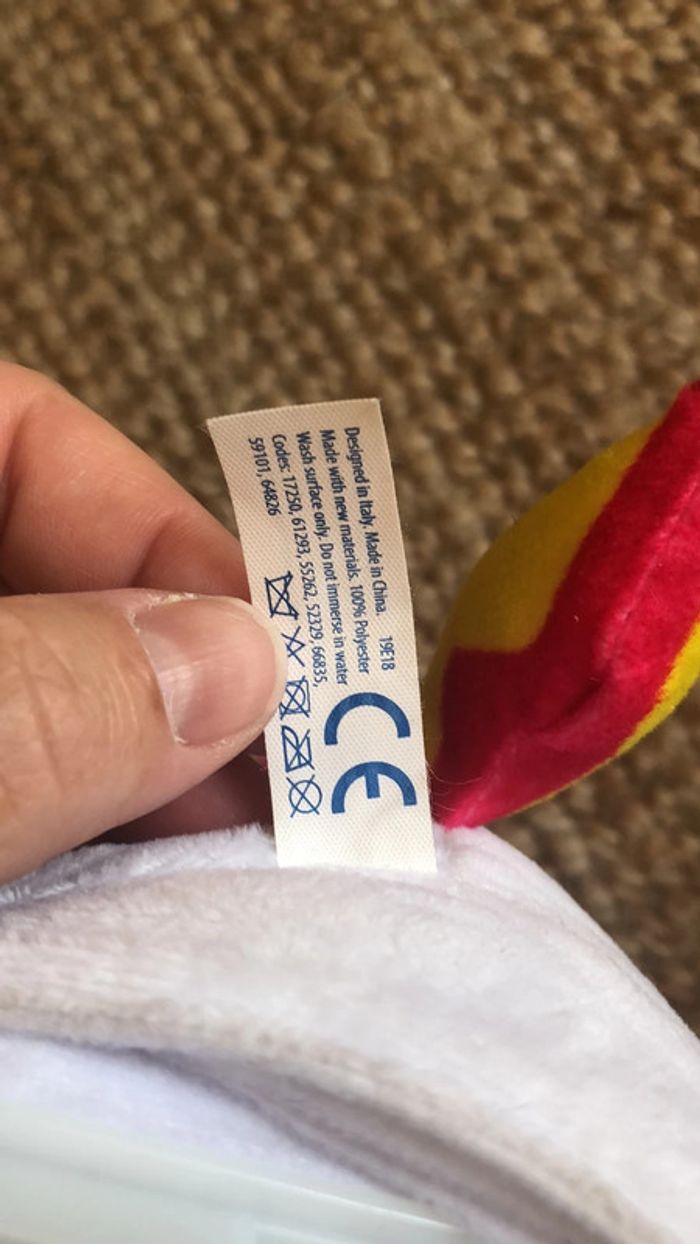 Designed in Italy. Made in China. 19E18
Made with new materials. 100% Polyester
Wash surface only. Do not immerse in water
Codes: 17250, 61293, 55262, 52329, 66835,
59101, 64826
CE